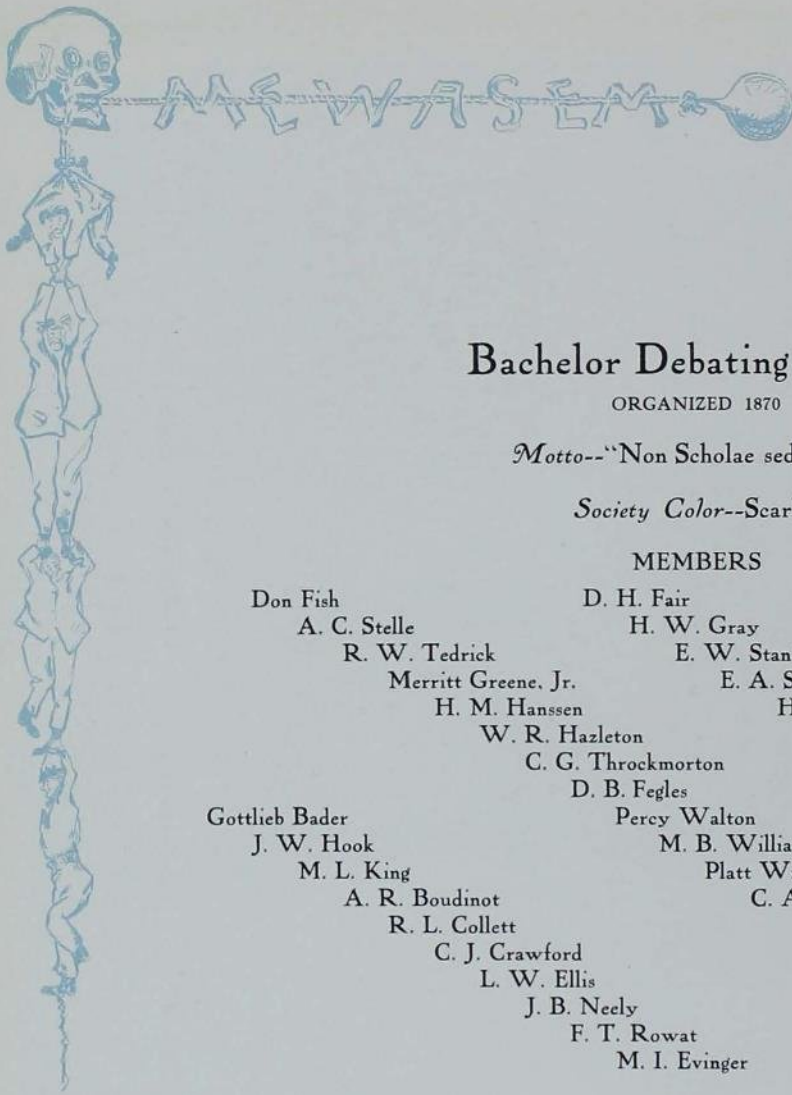 MEWASEM
Bachelor Debating
ORGANIZED 1870
Motto--"Non Scholae sed
Society Color--Scar
MEMBERS
Don Fish D. H. Fair
A. C. Stelle H. W. Gray
R. W. Tedrick E. W. Stan
Merritt Greene, Jr. E. A. S
H. M. Hanssen H
W. R. Hazleton
C. G. Throckmorton
D. B. Fegles
Gottlieb Bader Percy Walton
J. W. Hook M. B. Willia
M. L. King Platt W
A. R. Boudinot C. A
R. L. Collett
C. J. Crawford
L. W. Ellis
J. B. Neely
F. T. Rowat
M. I. Evinger